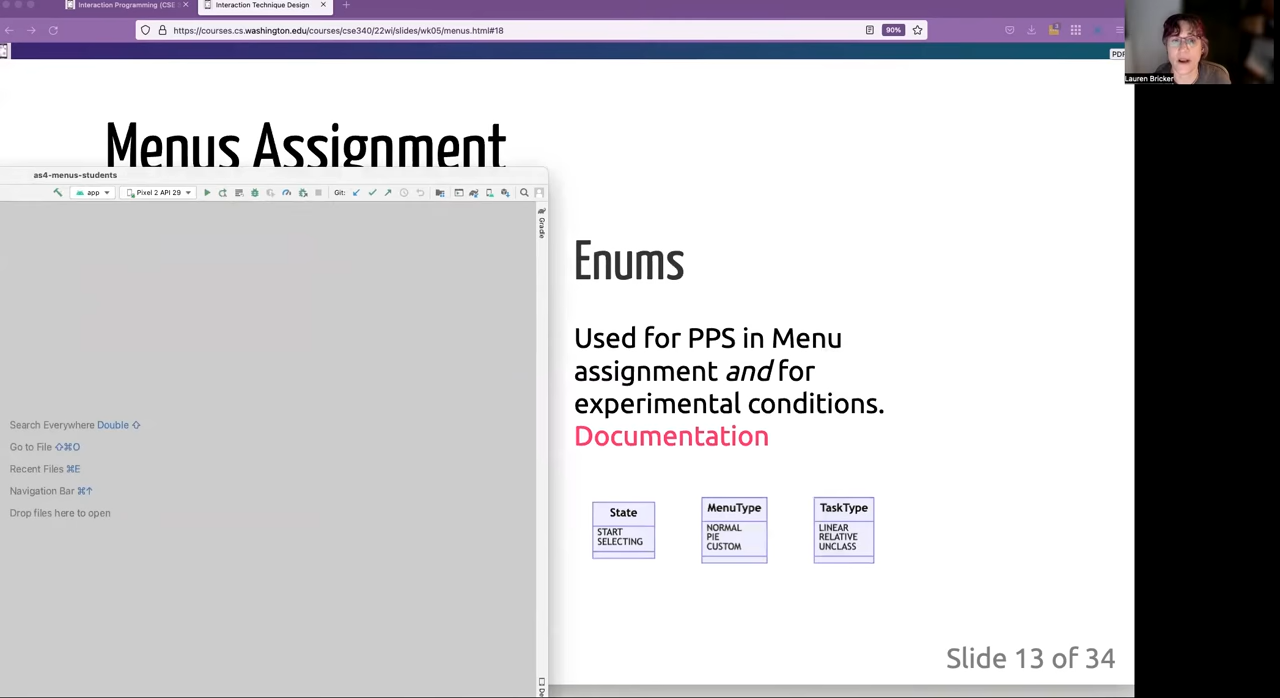 Interaction Programming (CSE
Interaction Technique Design
https://courses.cs.washington.edu/courses/cse340/22wi/slides/wk05/menus.html#18
90%
Lauren Bricker
Menus Assignment
as4-menus-students
app
Pixel 2 API 29
Git:
Gradle
Search Everywhere Double ⇧
Go to File ⇧⌘O
Recent Files ⌘E
Navigation Bar ⌘↑
Drop files here to open
Enums
Used for PPS in Menu
assignment and for
experimental conditions.
Documentation
State
START
SELECTING
MenuType
NORMAL
PIE
CUSTOM
TaskType
LINEAR
RELATIVE
UNCLASS
Slide 13 of 34